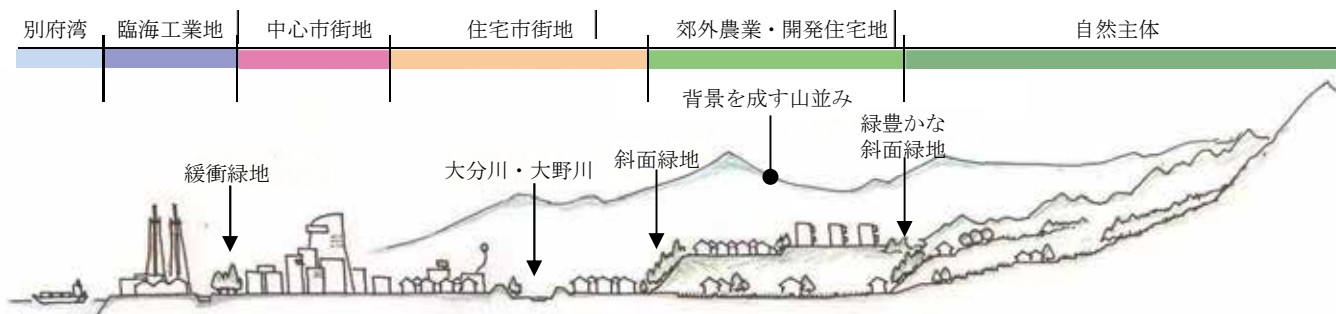 別府湾
臨海工業地
中心市街地
住宅市街地
郊外農業・開発住宅地
自然主体
背景を成す山並み
緑豊かな
斜面緑地
斜面緑地
大分川・大野川
緩衝緑地